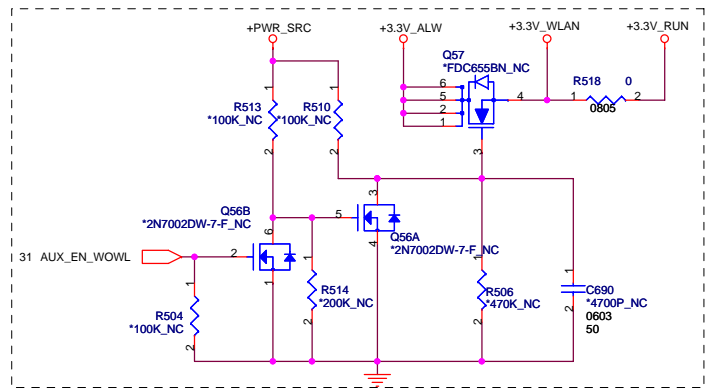 +PWR_SRC +3.3V_ALW +3.3V_WLAN +3.3V_RUN
Q57
*FDC655BN_NC
R518 0
6
5 4 1 2
2 0805
1
1 1
R513 R510
*100K_NC *100K_NC
3
2 2
Q56B 3
*2N7002DW-7-F_NC 5
6 Q56A
4 *2N7002DW-7-F_NC
31 AUX_EN_WOWL 2
1 1 1 1 1
R504 R514 R506 C690
*100K_NC *200K_NC *470K_NC *4700P_NC
2 2 2 2 0603
50